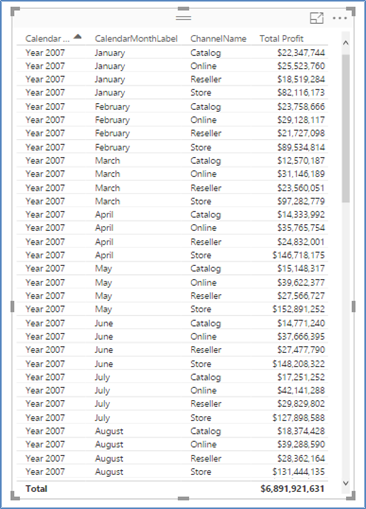 Calendar ... CalendarMonthLabel ChannelName Total Profit
Year 2007 January Catalog $22,347,744
Year 2007 January Online $25,523,760
Year 2007 January Reseller $18,519,284
Year 2007 January Store $82,116,173
Year 2007 February Catalog $23,758,666
Year 2007 February Online $29,128,117
Year 2007 February Reseller $21,727,098
Year 2007 February Store $89,534,814
Year 2007 March Catalog $12,570,187
Year 2007 March Online $31,146,189
Year 2007 March Reseller $23,560,051
Year 2007 March Store $97,282,779
Year 2007 April Catalog $14,333,992
Year 2007 April Online $35,765,754
Year 2007 April Reseller $24,832,001
Year 2007 April Store $146,718,175
Year 2007 May Catalog $15,148,317
Year 2007 May Online $39,622,377
Year 2007 May Reseller $27,566,727
Year 2007 May Store $152,891,252
Year 2007 June Catalog $14,771,240
Year 2007 June Online $37,666,395
Year 2007 June Reseller $27,477,790
Year 2007 June Store $148,208,322
Year 2007 July Catalog $17,251,252
Year 2007 July Online $42,141,288
Year 2007 July Reseller $29,829,802
Year 2007 July Store $127,898,588
Year 2007 August Catalog $18,374,428
Year 2007 August Online $39,288,590
Year 2007 August Reseller $28,362,164
Year 2007 August Store $131,444,135
Total $6,891,921,631